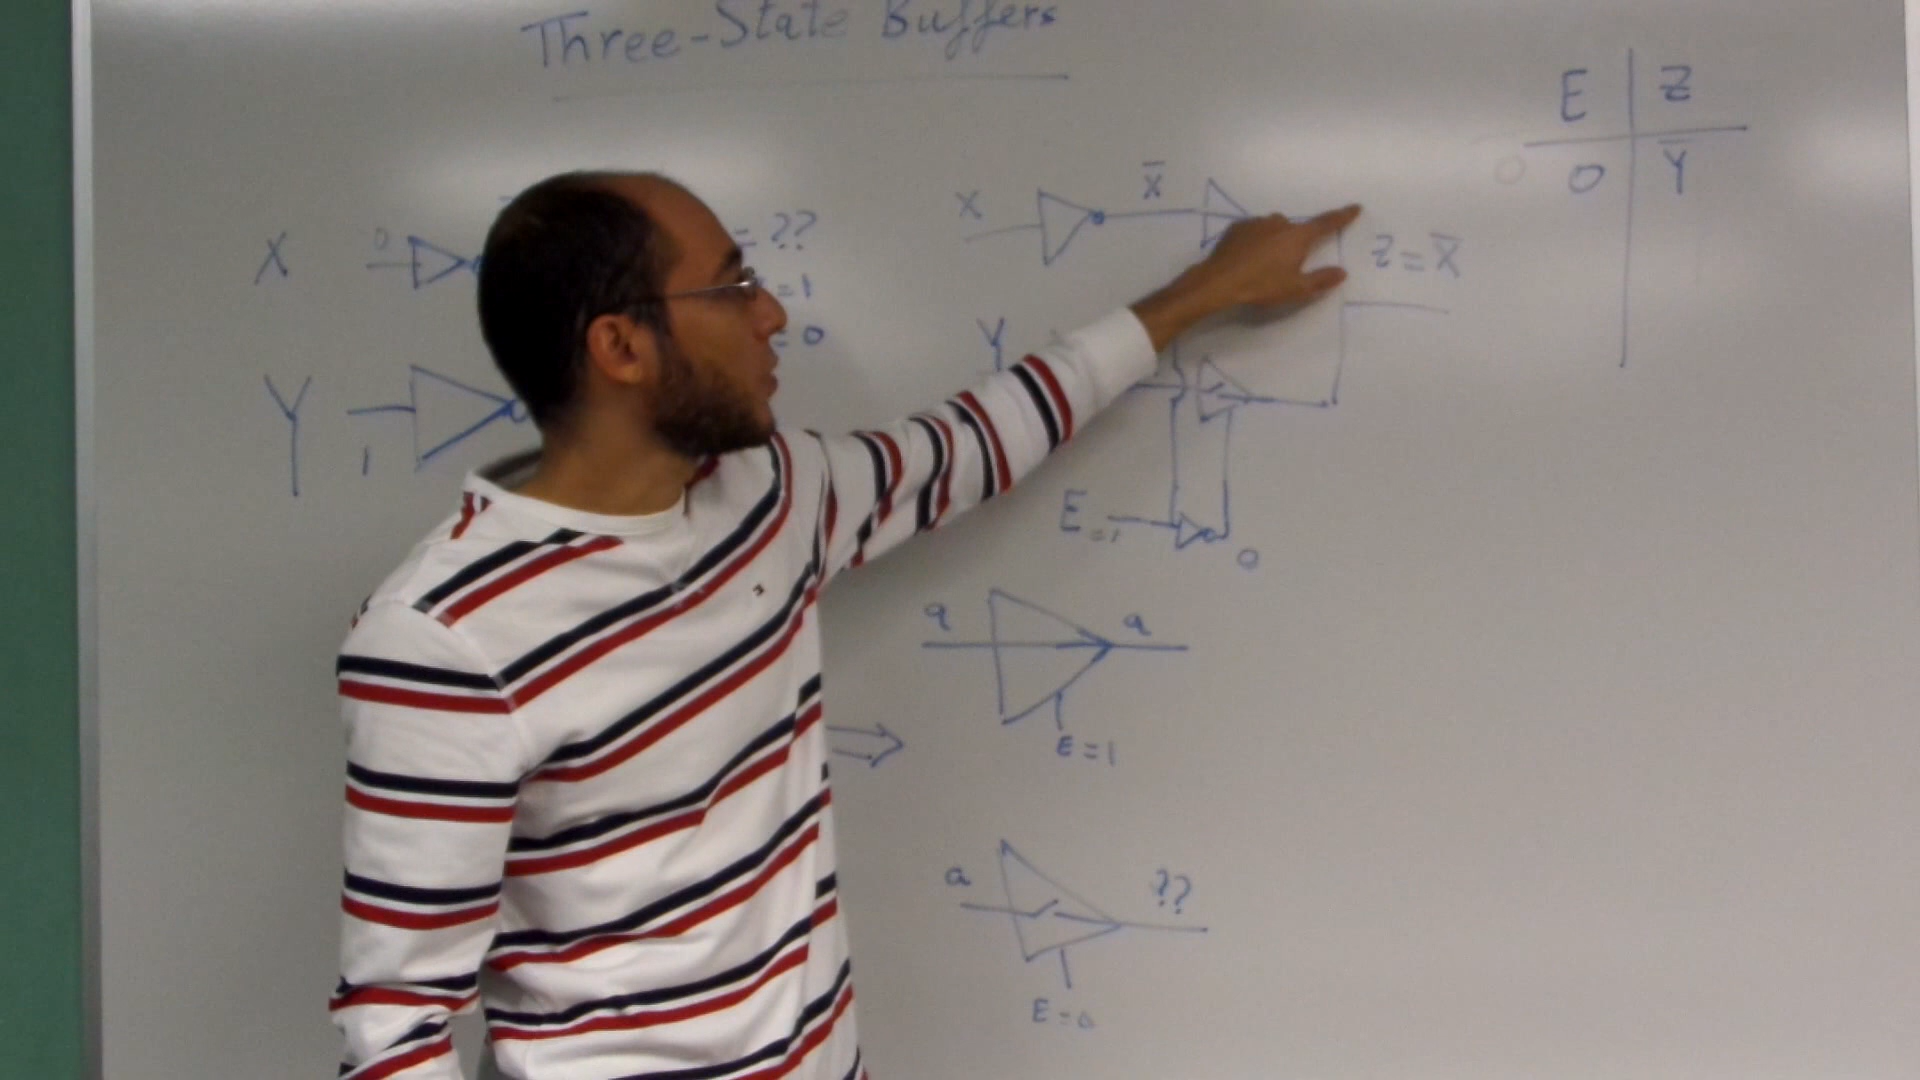 Three-State Buffers
E Z
0 Y̅
X 0
= ??
=1
=0
Y
1
X X̅
Z = X̅
Y
E =1
0
a a
E = 1
a ??
E = 0